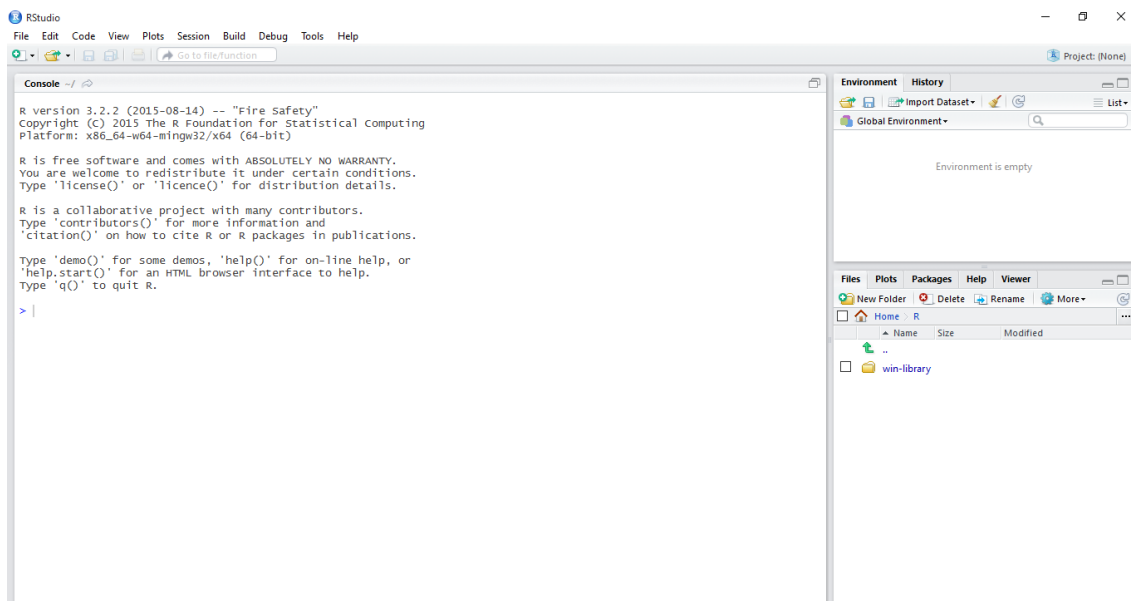 RStudio
File Edit Code View Plots Session Build Debug Tools Help
Go to file/function
Project: (None)
Console ~/
R version 3.2.2 (2015-08-14) -- "Fire Safety"
Copyright (C) 2015 The R Foundation for Statistical Computing
Platform: x86_64-w64-mingw32/x64 (64-bit)
R is free software and comes with ABSOLUTELY NO WARRANTY.
You are welcome to redistribute it under certain conditions.
Type 'license()' or 'licence()' for distribution details.
R is a collaborative project with many contributors.
Type 'contributors()' for more information and
'citation()' on how to cite R or R packages in publications.
Type 'demo()' for some demos, 'help()' for on-line help, or
'help.start()' for an HTML browser interface to help.
Type 'q()' to quit R.
>
Environment History
Import Dataset List
Global Environment
Environment is empty
Files Plots Packages Help Viewer
New Folder Delete Rename More
Home R
Name Size Modified
..
win-library